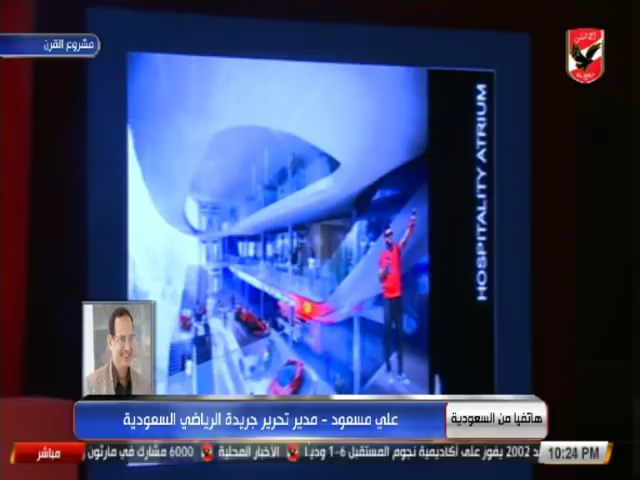 مشروع القرن
HOSPITALITY ATRIUM
هاتفيا من السعودية
علي مسعود - مدير تحرير جريدة الرياضي السعودية
10:24 PM
2002 يفوز على أكاديمية نجوم المستقبل 6-1 وديا
الأخبار المحلية
6000 مشارك في مارثون
مباشر